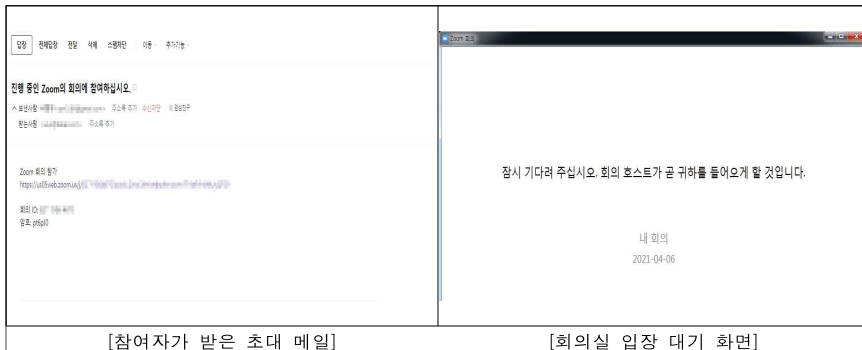 답장 전체답장 전달 삭제 스팸차단 이동 추가기능
진행 중인 Zoom의 회의에 참여하십시오.
보낸사람 주소록 추가 수신차단
받는사람 주소록 추가
Zoom 회의 참가
https://us05web.zoom.us/j/
회의 ID:
암호: pt6pl0
[참여자가 받은 초대 메일]
Zoom 회의
잠시 기다려 주십시오. 회의 호스트가 곧 귀하를 들어오게 할 것입니다.
내 회의
2021-04-06
[회의실 입장 대기 화면]